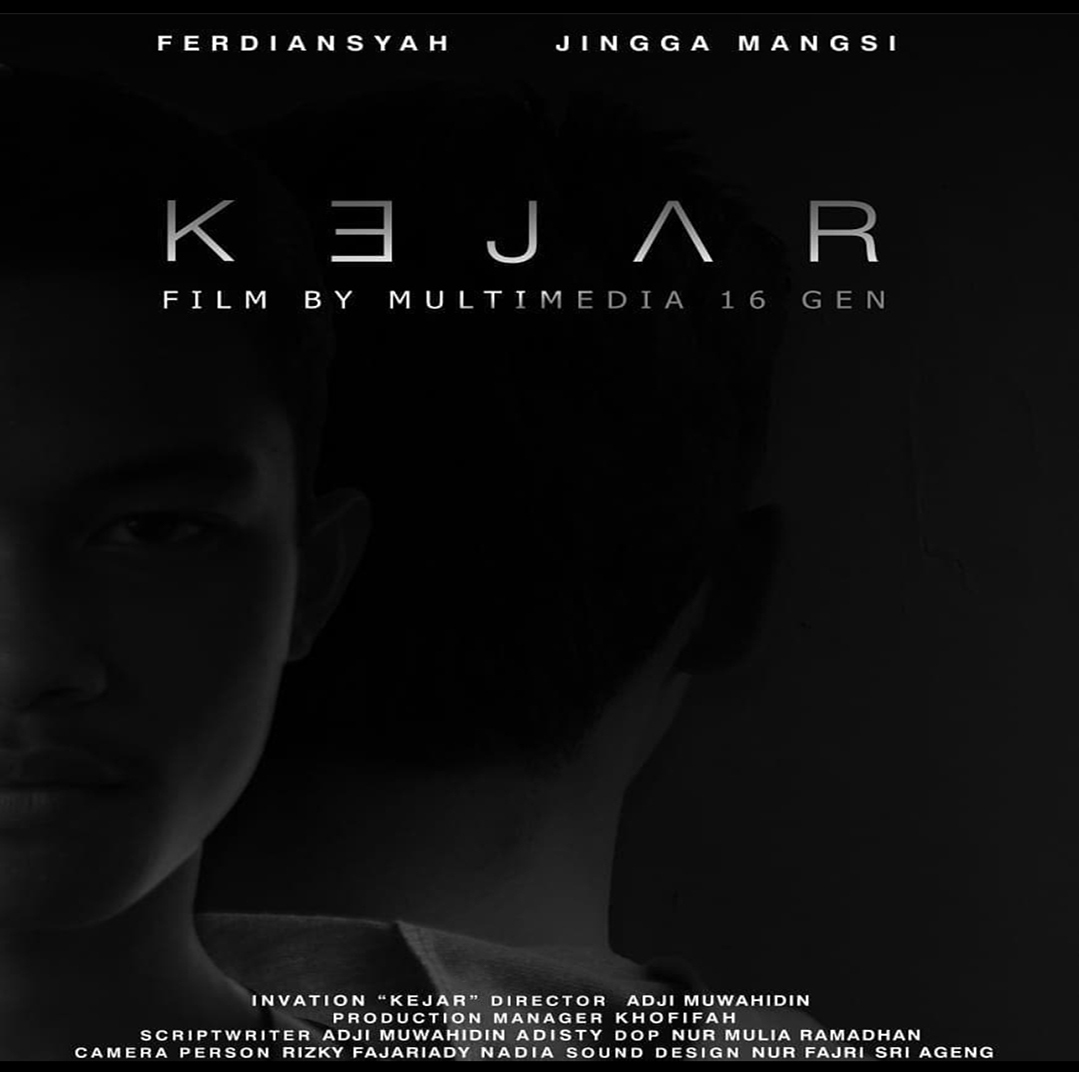 FERDIANSYAH JINGGA MANGSI
KEJAR
FILM BY MULTIMEDIA 16 GEN
INVATION “KEJAR” DIRECTOR ADJI MUWAHIDIN
PRODUCTION MANAGER KHOFIFAH
SCRIPTWRITER ADJI MUWAHIDIN ADISTY DOP NUR MULIA RAMADHAN
CAMERA PERSON RIZKY FAJARIADY NADIA SOUND DESIGN NUR FAJRI SRI AGENG